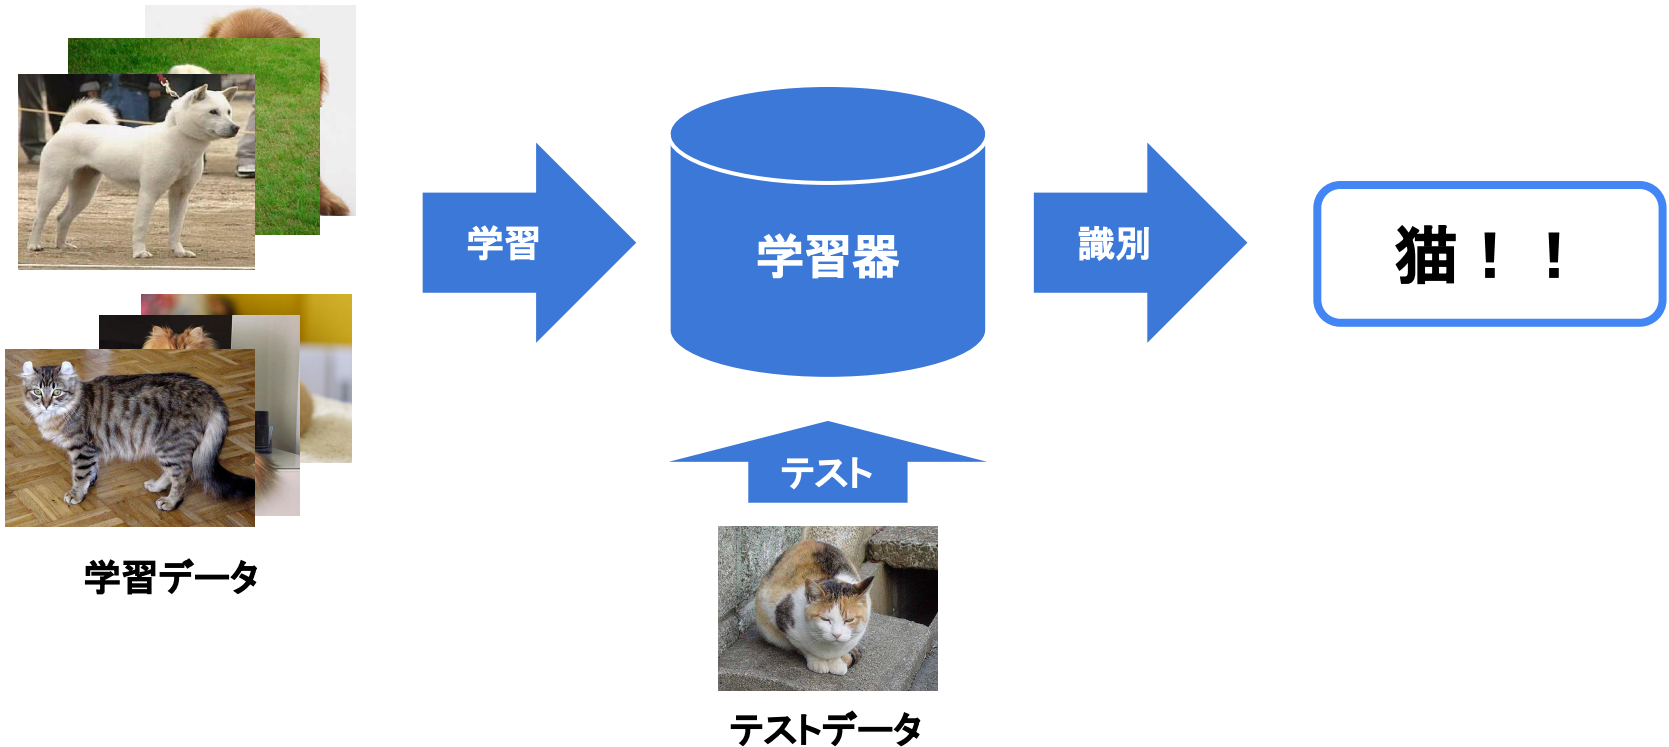 学習
学習器
識別
猫！！
テスト
学習データ
テストデータ